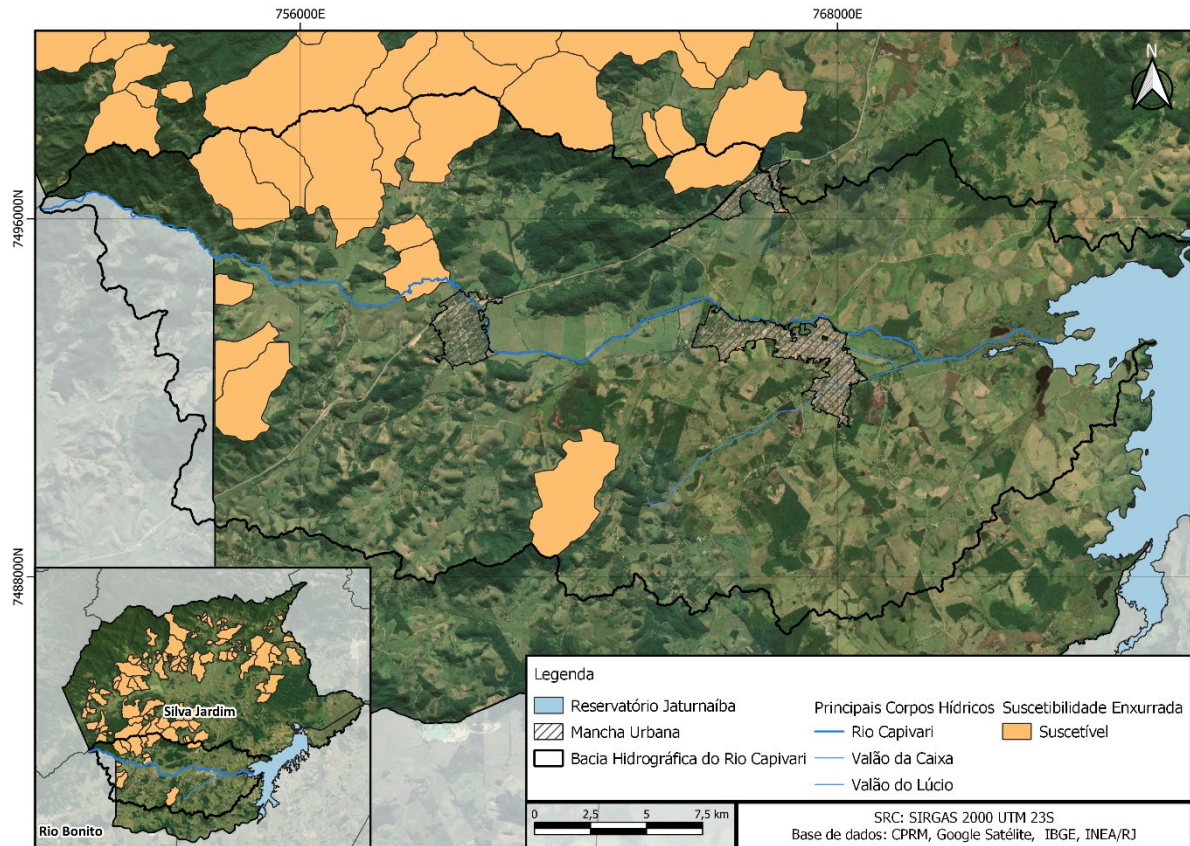 756000E
768000E
N
7496000N
7488000N
Silva Jardim
Rio Bonito
Legenda
Reservatório Jaturnaíba
Mancha Urbana
Bacia Hidrográfica do Rio Capivari
Principais Corpos Hídricos
Rio Capivari
Valão da Caixa
Valão do Lúcio
Suscetibilidade Enxurrada
Suscetível
0 2,5 5 7,5 km
SRC: SIRGAS 2000 UTM 23S
Base de dados: CPRM, Google Satélite, IBGE, INEA/RJ